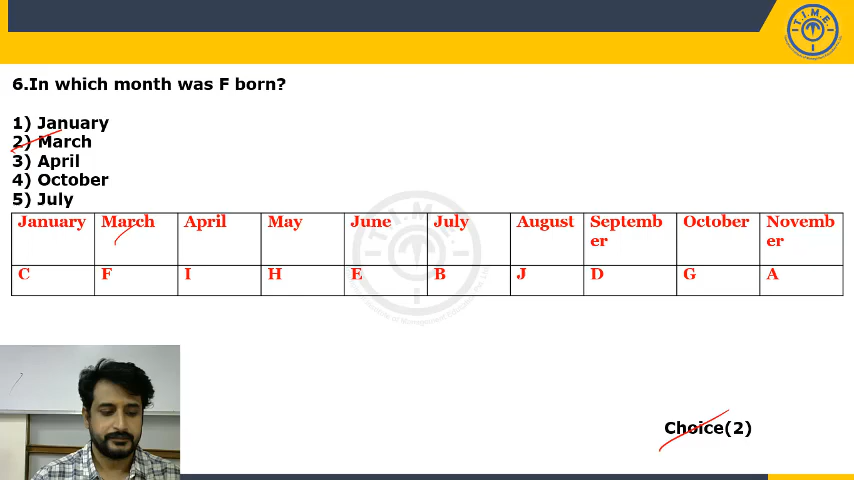 T.I.M.E.
6.In which month was F born?
1) January
2) March
3) April
4) October
5) July
January March April May June July August Septemb er October Novemb er
C F I H E B J D G A
Choice(2)